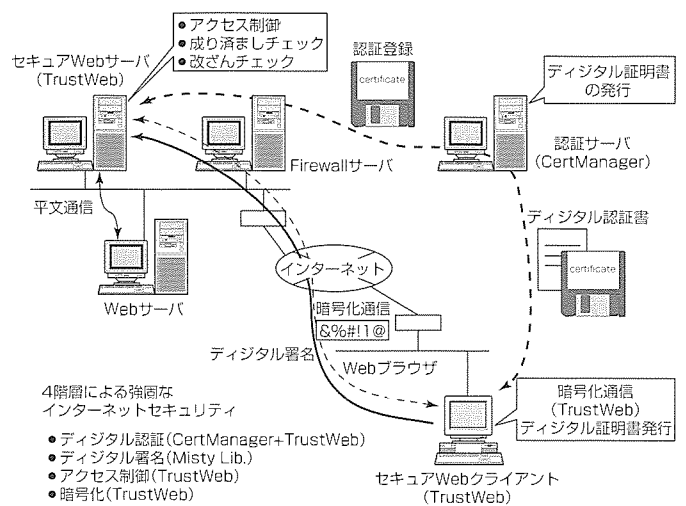 ● アクセス制御
● 成り済ましチェック
● 改ざんチェック
セキュアWebサーバ
(TrustWeb)
認証登録
certificate
ディジタル証明書
の発行
Firewallサーバ
認証サーバ
(CertManager)
平文通信
ディジタル認証書
certificate
Webサーバ
インターネット
暗号化通信
&%#!1@
ディジタル署名
Webブラウザ
暗号化通信
(TrustWeb)
ディジタル証明書発行
4階層による強固な
インターネットセキュリティ
● ディジタル認証(CertManager+TrustWeb)
● ディジタル署名(Misty Lib.)
● アクセス制御(TrustWeb)
● 暗号化(TrustWeb)
セキュアWebクライアント
(TrustWeb)